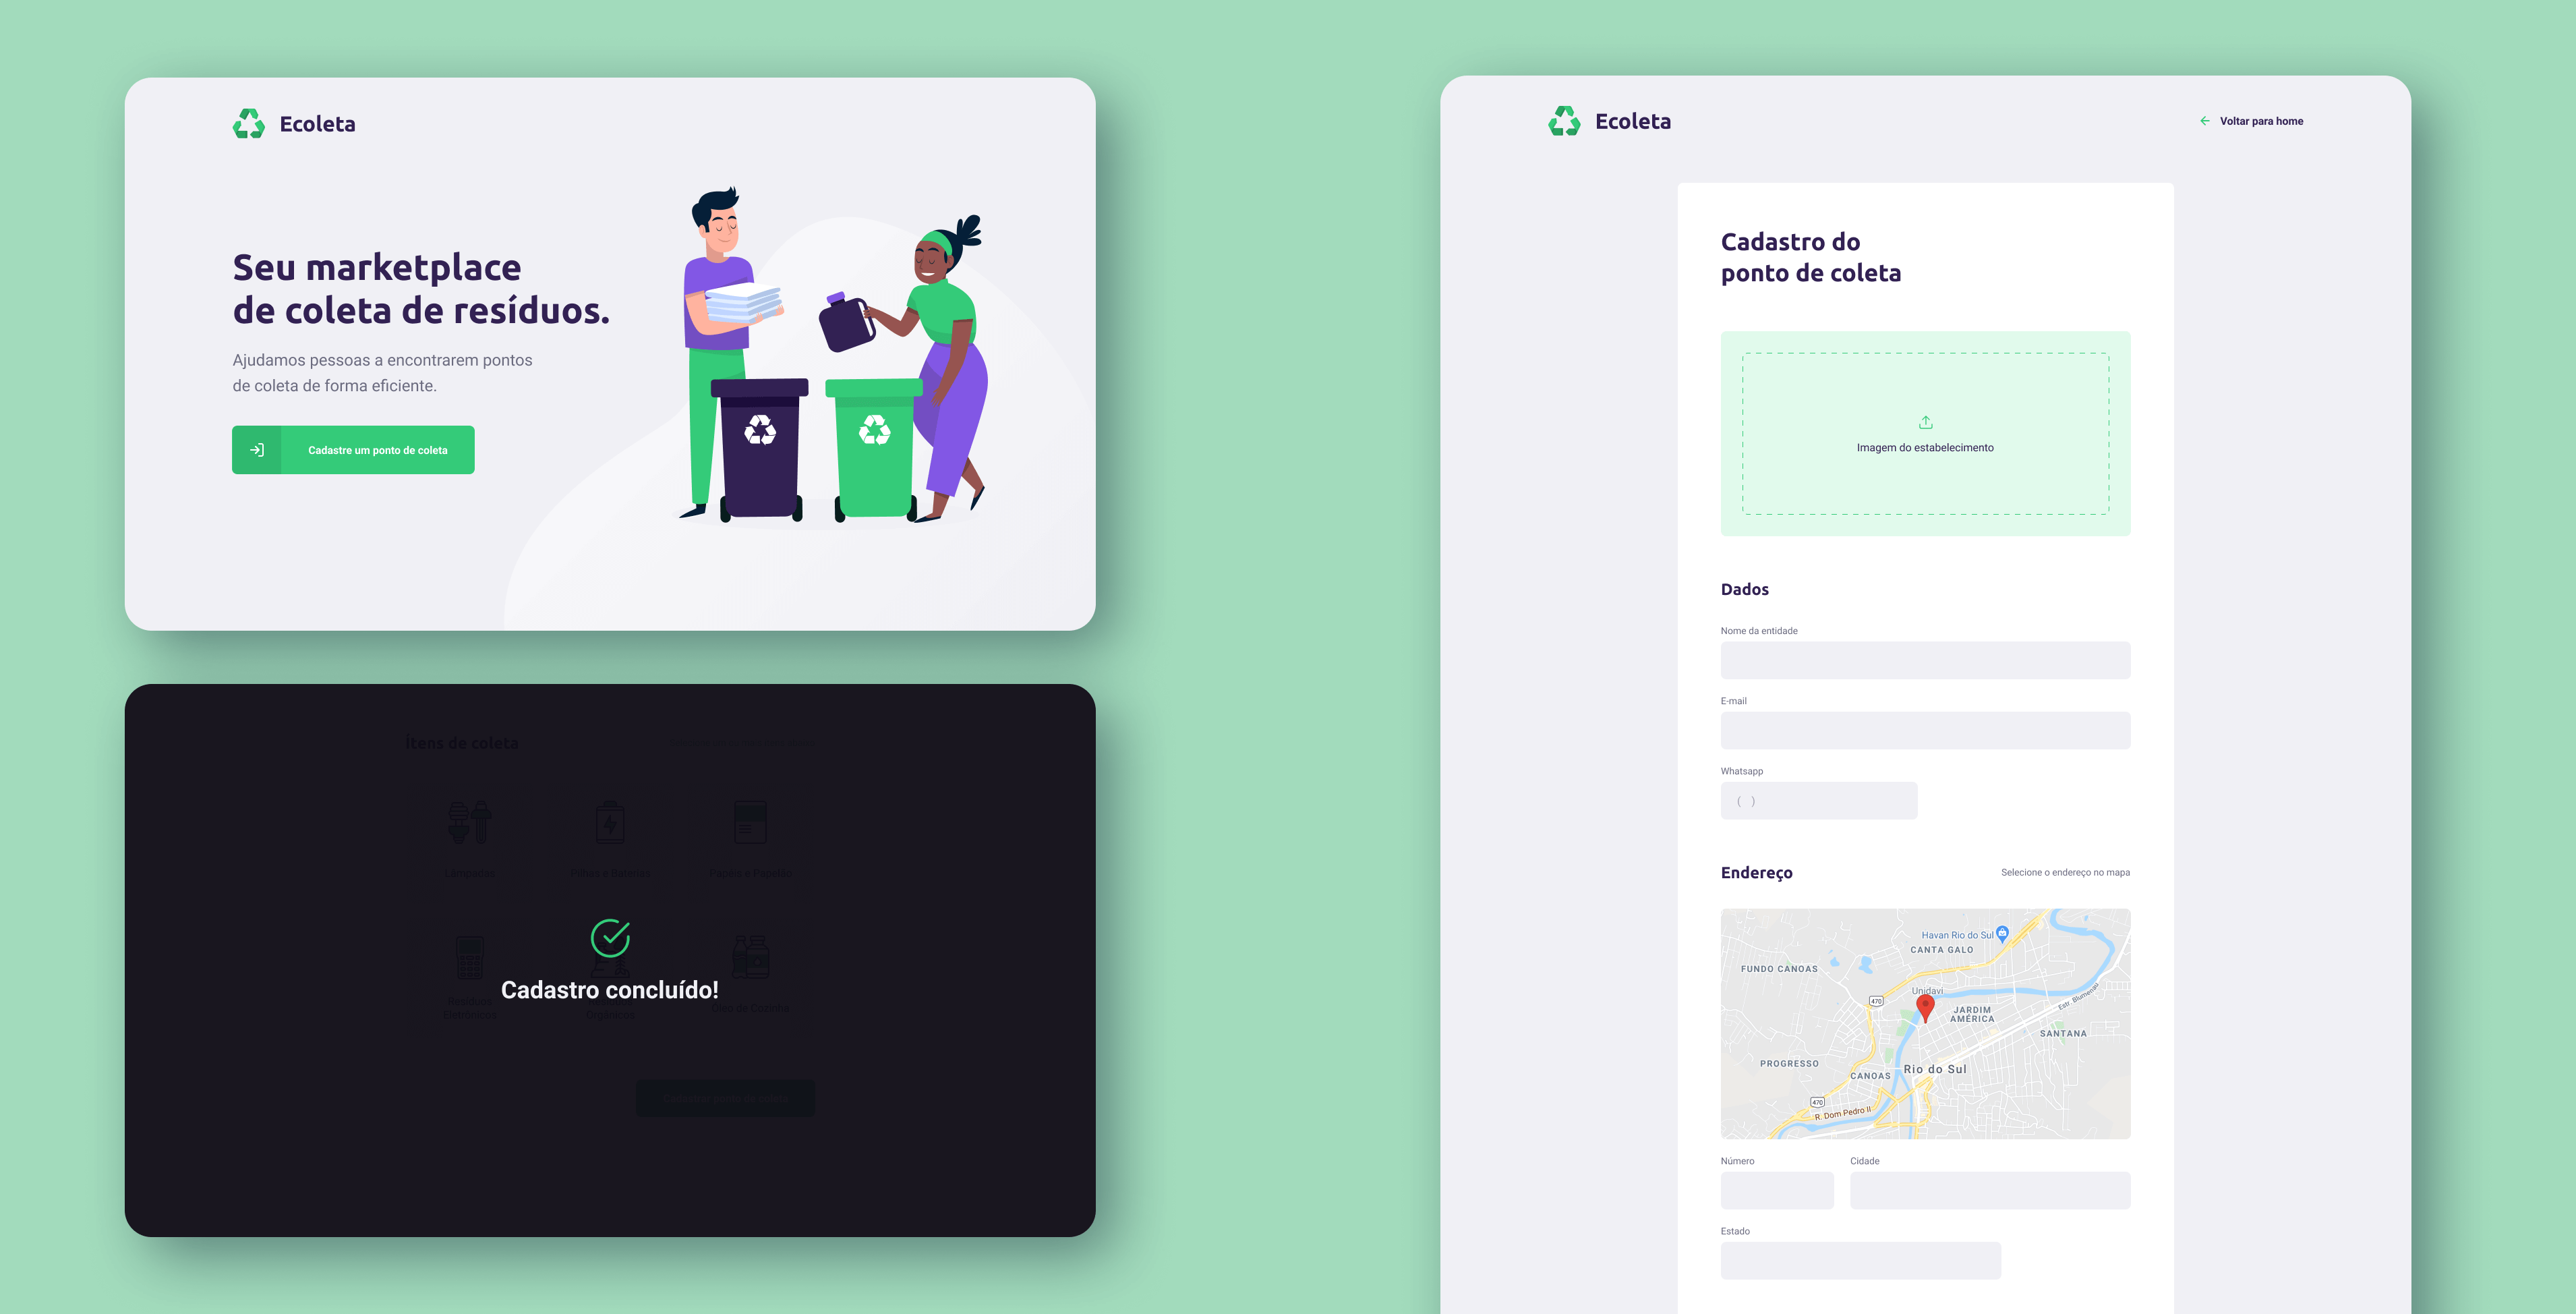 Ecoleta
Seu marketplace
de coleta de resíduos.
Ajudamos pessoas a encontrarem pontos
de coleta de forma eficiente.
Cadastre um ponto de coleta
Ítens de coleta
Lâmpadas
Pilhas e Baterias
Papéis e Papelão
Cadastro concluído!
Resíduos
Eletrônicos
Orgânicos
Óleo de Cozinha
Ecoleta
Voltar para home
Cadastro do
ponto de coleta
Imagem do estabelecimento
Dados
Nome da entidade
E-mail
Whatsapp
( )
Endereço
Selecione o endereço no mapa
Havan Rio do Sul
CANTA GALO
FUNDO CANOAS
Unidavi
470
Estr. Blumenau
JARDIM
AMÉRICA
SANTANA
PROGRESSO
Rio do Sul
CANOAS
470
R. Dom Pedro II
Número
Cidade
Estado